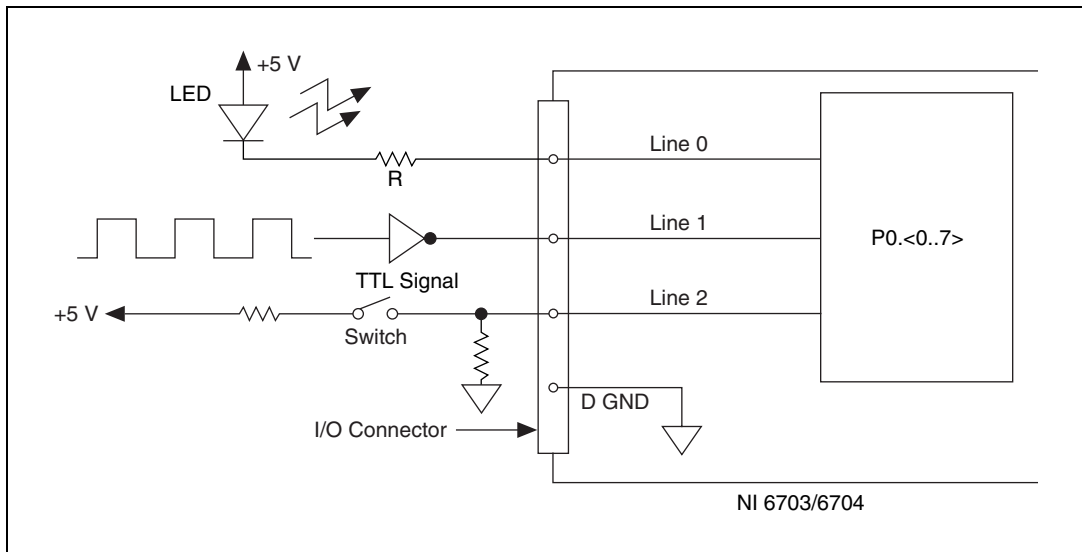 +5 V
LED
R
Line 0
Line 1
P0.<0..7>
TTL Signal
Line 2
+5 V
Switch
D GND
I/O Connector
NI 6703/6704